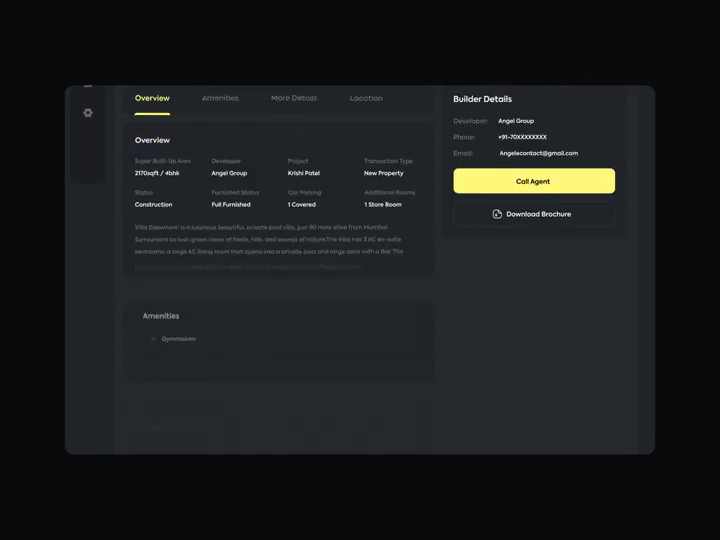 Overview Amenities More Details Location
Overview
Super Built-Up Area Developer Project Transaction Type
2170sqft / 4bhk Angel Group Krishi Patel New Property
Status Furnished Status Car Parking Additional Rooms
Construction Full Furnished 1 Covered 1 Store Room
Villa Elsewhere' is a luxurious beautiful, private pool villa, just 90 mins drive from Mumbai.
Surrounded by lush green views of fields, hills, and sounds of nature.The Villa has 3 AC en-suite
bedrooms, a large AC living room that opens into a private pool one large deck with a Bar. The
Amenities
Gymnasium
Builder Details
Developer: Angel Group
Phone: +91-70XXXXXXXX
Email: Angelecontact@gmail.com
Call Agent
Download Brochure